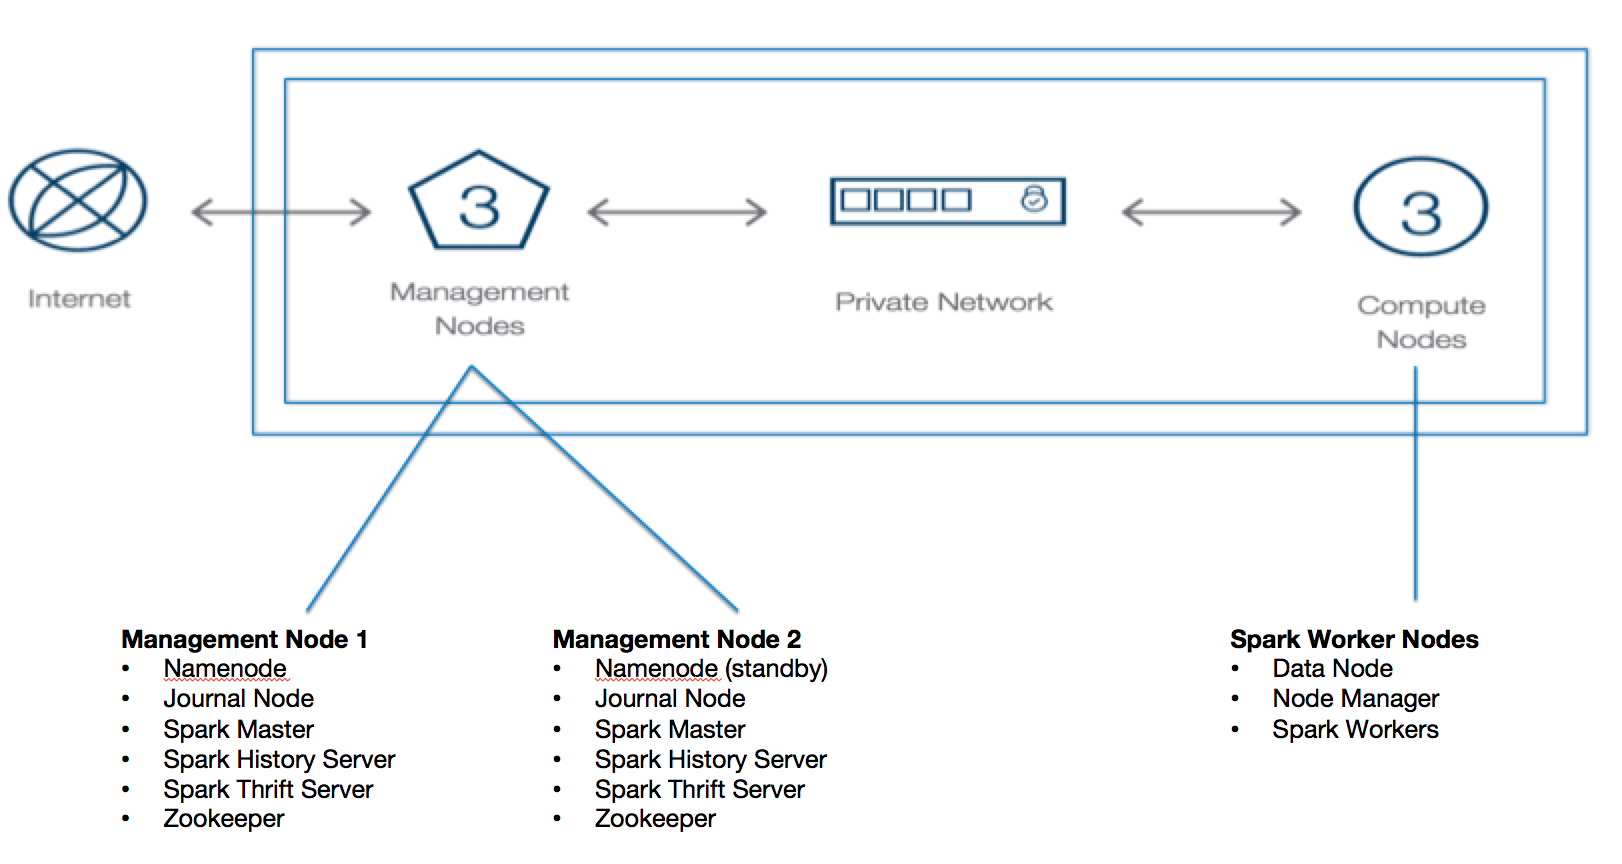 3
3
Internet
Management
Nodes
Private Network
Compute
Nodes
Management Node 1
• Namenode
• Journal Node
• Spark Master
• Spark History Server
• Spark Thrift Server
• Zookeeper
Management Node 2
• Namenode (standby)
• Journal Node
• Spark Master
• Spark History Server
• Spark Thrift Server
• Zookeeper
Spark Worker Nodes
• Data Node
• Node Manager
• Spark Workers